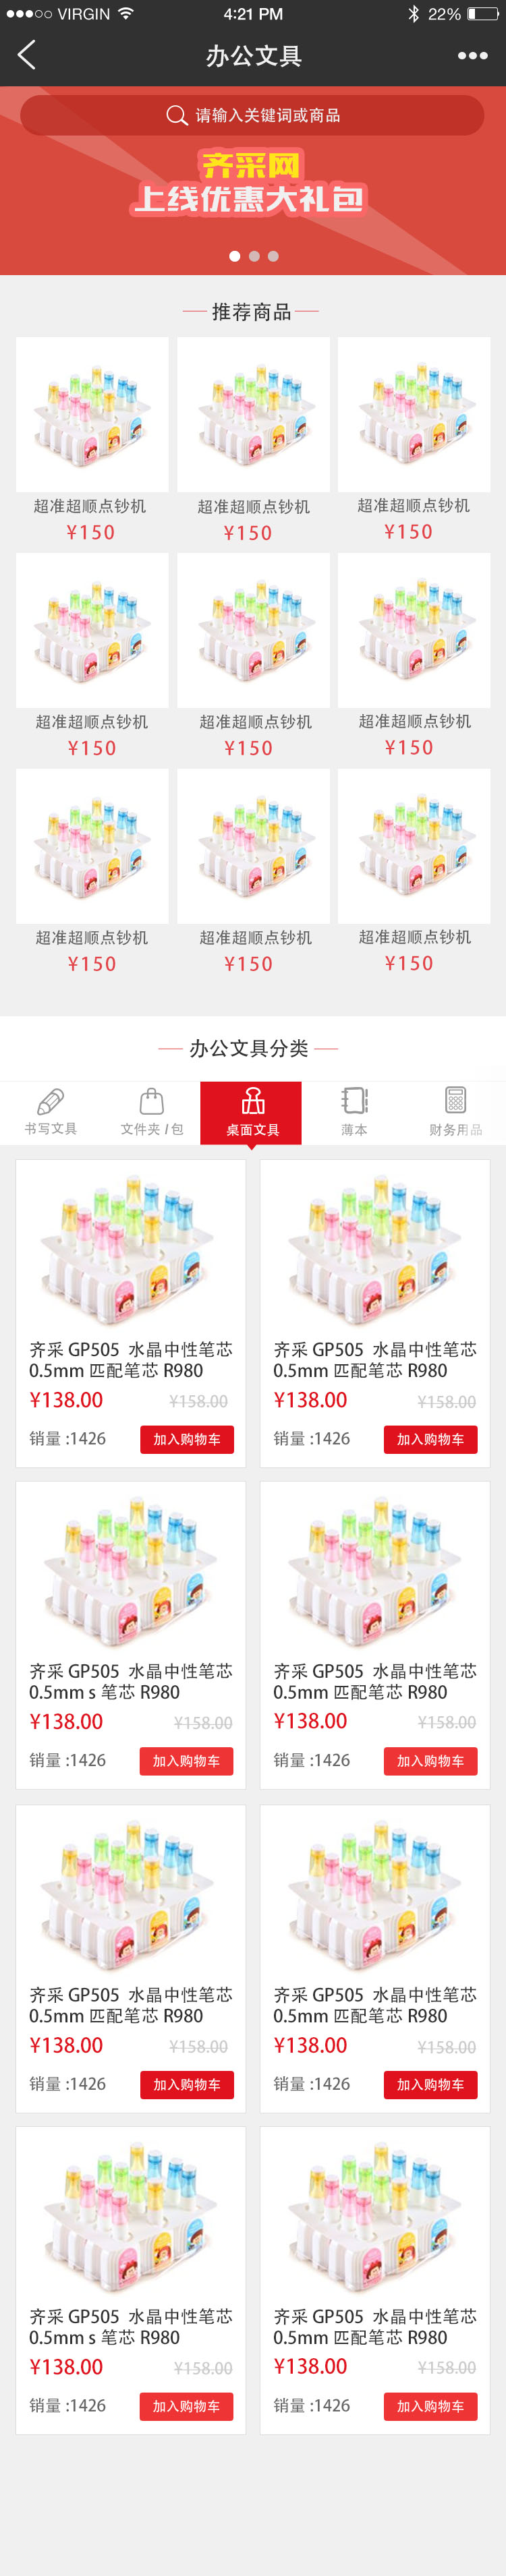 VIRGIN 4:21 PM 22%
办公文具
请输入关键词或商品
齐采网
上线优惠大礼包
推荐商品
超准超顺点钞机 超准超顺点钞机 超准超顺点钞机
¥150 ¥150 ¥150
超准超顺点钞机 超准超顺点钞机 超准超顺点钞机
¥150 ¥150 ¥150
超准超顺点钞机 超准超顺点钞机 超准超顺点钞机
¥150 ¥150 ¥150
办公文具分类
书写文具 文件夹 / 包 桌面文具 薄本 财务用品
齐采 GP505 水晶中性笔芯 齐采 GP505 水晶中性笔芯
0.5mm 匹配笔芯 R980 0.5mm 匹配笔芯 R980
¥138.00 ¥158.00 ¥138.00 ¥158.00
销量 :1426 加入购物车 销量 :1426 加入购物车
齐采 GP505 水晶中性笔芯 齐采 GP505 水晶中性笔芯
0.5mm s 笔芯 R980 0.5mm 匹配笔芯 R980
¥138.00 ¥158.00 ¥138.00 ¥158.00
销量 :1426 加入购物车 销量 :1426 加入购物车
齐采 GP505 水晶中性笔芯 齐采 GP505 水晶中性笔芯
0.5mm 匹配笔芯 R980 0.5mm 匹配笔芯 R980
¥138.00 ¥158.00 ¥138.00 ¥158.00
销量 :1426 加入购物车 销量 :1426 加入购物车
齐采 GP505 水晶中性笔芯 齐采 GP505 水晶中性笔芯
0.5mm s 笔芯 R980 0.5mm 匹配笔芯 R980
¥138.00 ¥158.00 ¥138.00 ¥158.00
销量 :1426 加入购物车 销量 :1426 加入购物车